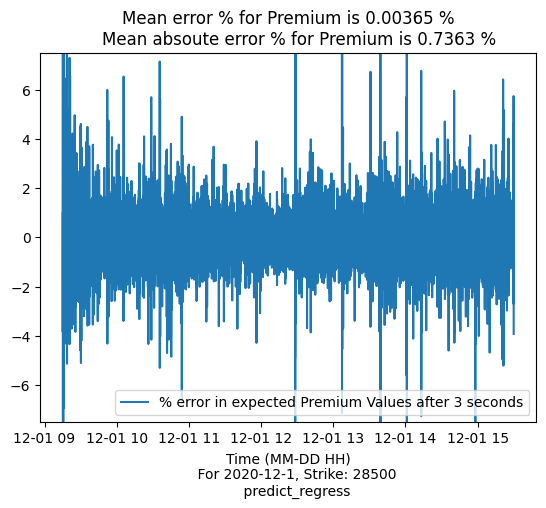 Mean error % for Premium is 0.00365 %
Mean absoute error % for Premium is 0.7363 %
6
4
2
0
−2
−4
−6
% error in expected Premium Values after 3 seconds
12-01 09 12-01 10 12-01 11 12-01 12 12-01 13 12-01 14 12-01 15
Time (MM-DD HH)
For 2020-12-1, Strike: 28500
predict_regress